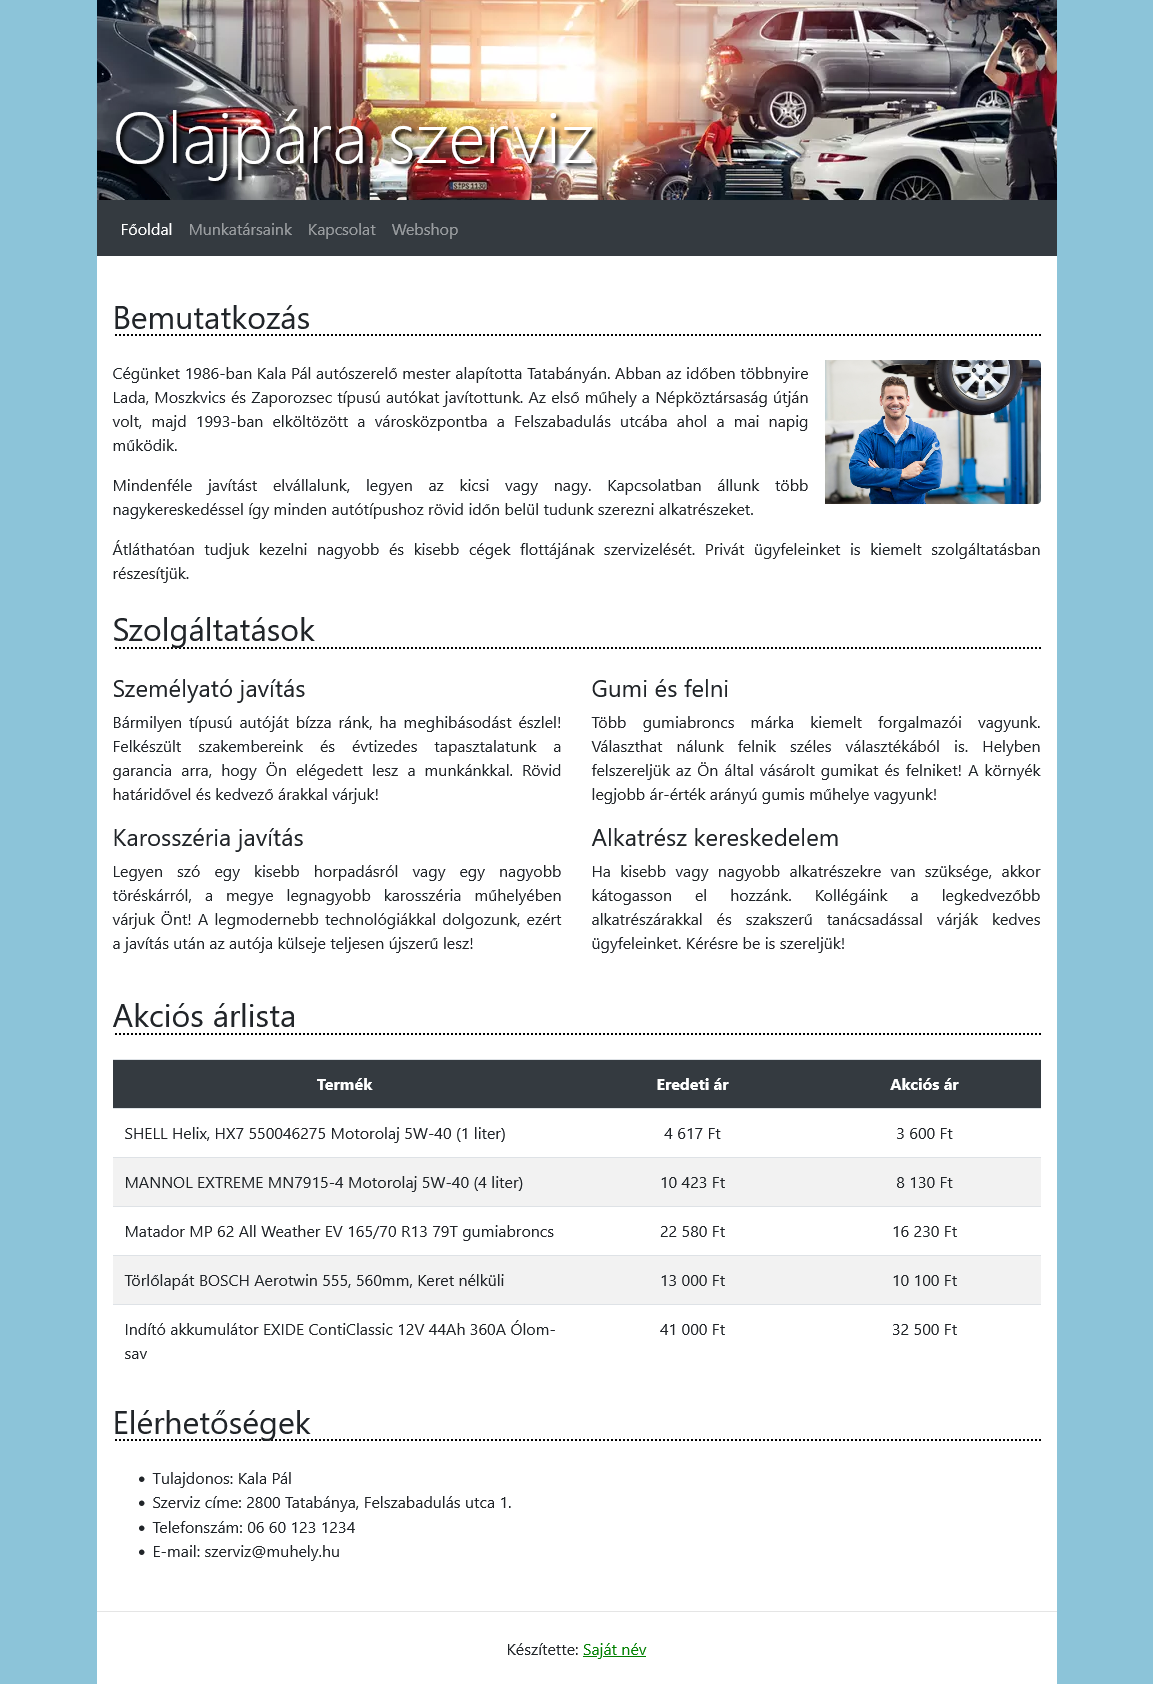 Olajpára szerviz
Főoldal Munkatársaink Kapcsolat Webshop
Bemutatkozás
Cégünket 1986-ban Kala Pál autószerelő mester alapította Tatabányán. Abban az időben többnyire
Lada, Moszkvics és Zaporozsec típusú autókat javítottunk. Az első műhely a Népköztársaság útján
volt, majd 1993-ban elköltözött a városközpontba a Felszabadulás utcába ahol a mai napig
működik.
Mindenféle javítást elvállalunk, legyen az kicsi vagy nagy. Kapcsolatban állunk több
nagykereskedéssel így minden autótípushoz rövid időn belül tudunk szerezni alkatrészeket.
Átláthatóan tudjuk kezelni nagyobb és kisebb cégek flottájának szervizelését. Privát ügyfeleinket is kiemelt szolgáltatásban
részesítjük.
Szolgáltatások
Személyató javítás
Bármilyen típusú autóját bízza ránk, ha meghibásodást észlel!
Felkészült szakembereink és évtizedes tapasztalatunk a
garancia arra, hogy Ön elégedett lesz a munkánkkal. Rövid
határidővel és kedvező árakkal várjuk!
Gumi és felni
Több gumiabroncs márka kiemelt forgalmazói vagyunk.
Választhat nálunk felnik széles választékából is. Helyben
felszereljük az Ön által vásárolt gumikat és felniket! A környék
legjobb ár-érték arányú gumis műhelye vagyunk!
Karosszéria javítás
Legyen szó egy kisebb horpadásról vagy egy nagyobb
töréskárról, a megye legnagyobb karosszéria műhelyében
várjuk Önt! A legmodernebb technológiákkal dolgozunk, ezért
a javítás után az autója külseje teljesen újszerű lesz!
Alkatrész kereskedelem
Ha kisebb vagy nagyobb alkatrészekre van szüksége, akkor
kátogasson el hozzánk. Kollégáink a legkedvezőbb
alkatrészárakkal és szakszerű tanácsadással várják kedves
ügyfeleinket. Kérésre be is szereljük!
Akciós árlista
Termék Eredeti ár Akciós ár
SHELL Helix, HX7 550046275 Motorolaj 5W-40 (1 liter) 4 617 Ft 3 600 Ft
MANNOL EXTREME MN7915-4 Motorolaj 5W-40 (4 liter) 10 423 Ft 8 130 Ft
Matador MP 62 All Weather EV 165/70 R13 79T gumiabroncs 22 580 Ft 16 230 Ft
Törlőlapát BOSCH Aerotwin 555, 560mm, Keret nélküli 13 000 Ft 10 100 Ft
Indító akkumulátor EXIDE ContiClassic 12V 44Ah 360A Ólom- 41 000 Ft 32 500 Ft
sav
Elérhetőségek
• Tulajdonos: Kala Pál
• Szerviz címe: 2800 Tatabánya, Felszabadulás utca 1.
• Telefonszám: 06 60 123 1234
• E-mail: szerviz@muhely.hu
Készítette: Saját név